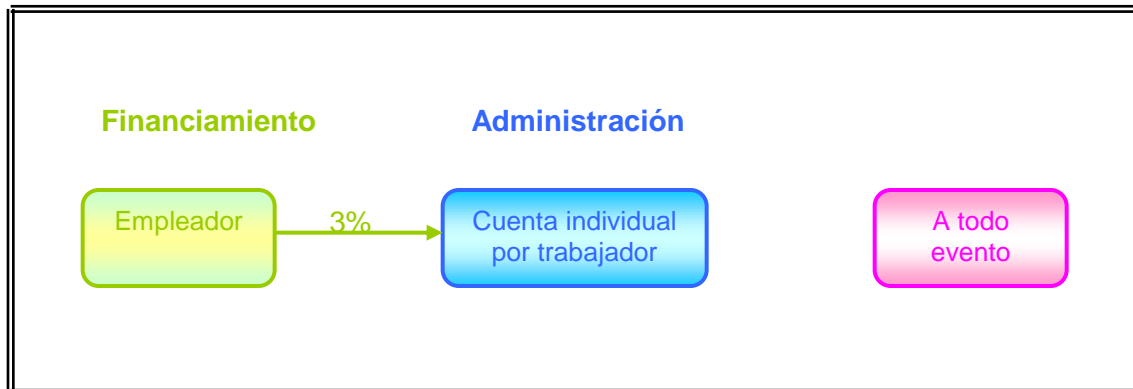 Financiamiento
Administración
Empleador
3%
Cuenta individual
por trabajador
A todo
evento